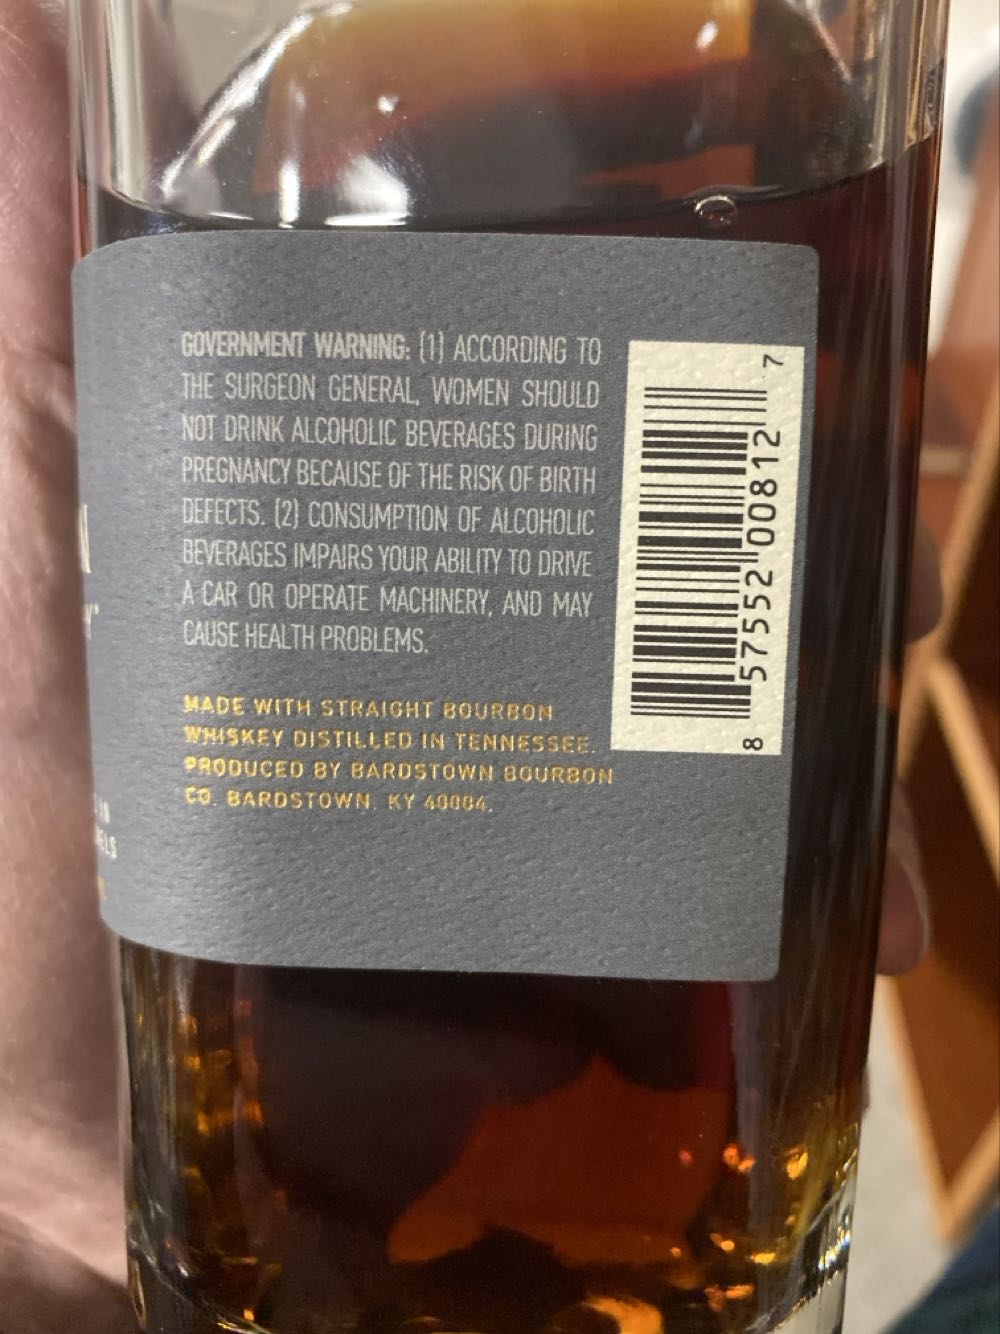 GOVERNMENT WARNING: (1) ACCORDING TO
THE SURGEON GENERAL, WOMEN SHOULD
NOT DRINK ALCOHOLIC BEVERAGES DURING
PREGNANCY BECAUSE OF THE RISK OF BIRTH
DEFECTS. (2) CONSUMPTION OF ALCOHOLIC
BEVERAGES IMPAIRS YOUR ABILITY TO DRIVE
A CAR OR OPERATE MACHINERY, AND MAY
CAUSE HEALTH PROBLEMS.
MADE WITH STRAIGHT BOURBON
WHISKEY DISTILLED IN TENNESSEE.
PRODUCED BY BARDSTOWN BOURBON
CO. BARDSTOWN, KY 40004.
8 57552 00812 7